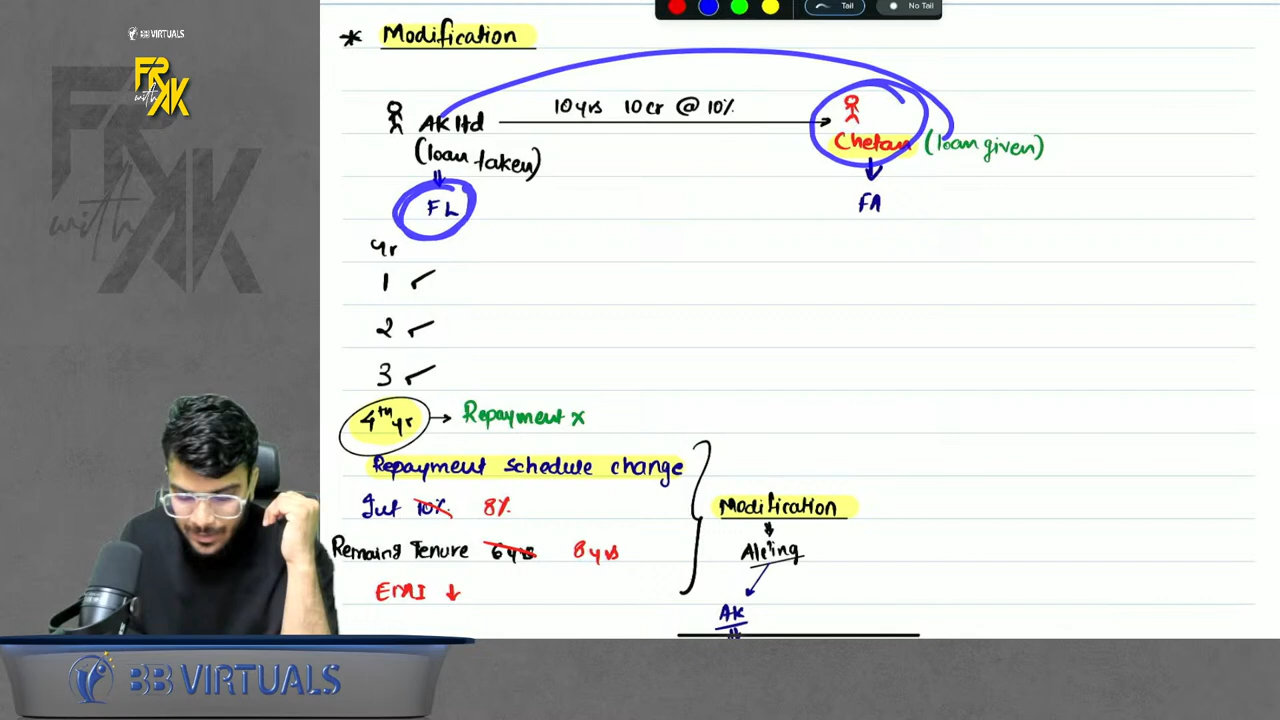 Tail
No Tail
BB VIRTUALS
FR
with
AK
* Modification
AK ltd
10 yrs 10 cr @ 10%
Chetan (loan given)
(loan taken)
FL
FA
yr
1 ✓
2 ✓
3 ✓
4th yr → Repayment x
Repayment schedule change
Int 10% 8%
Modification
Remaing Tenure 6 yrs 8 yrs
Acting
EMI ↓
AK
BB VIRTUALS